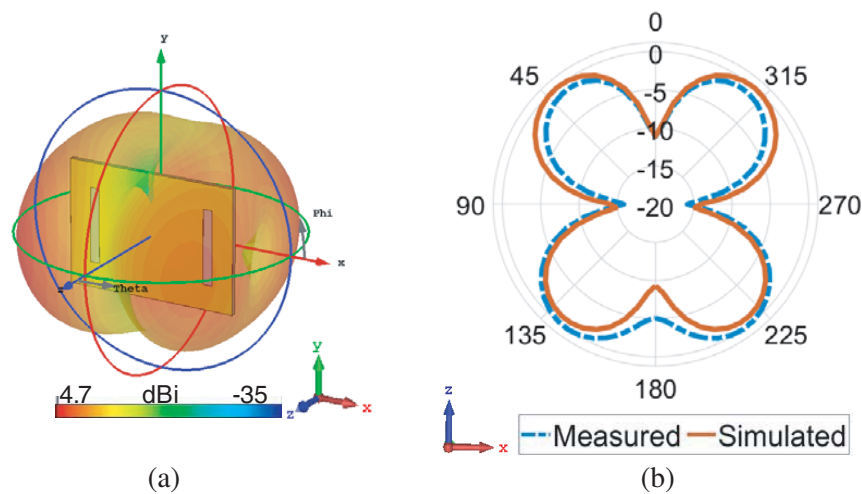 y
Phi
x
z
Theta
4.7 dBi -35
y
z x
(a)
0
0
45 315
-5
-10
-15
90 -20 270
135 225
180
z
x
Measured Simulated
(b)